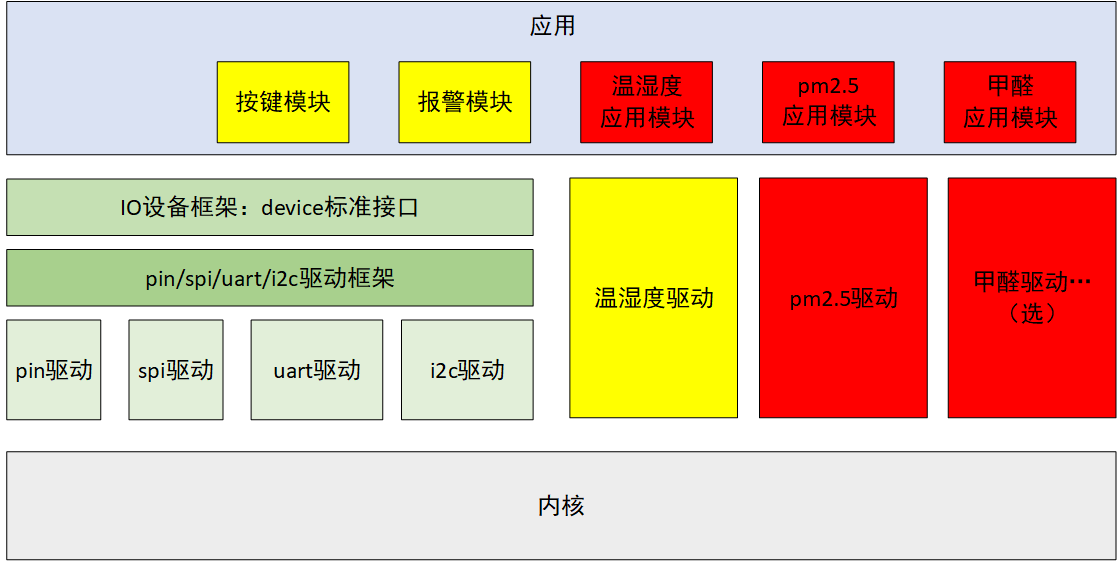 应用
按键模块
报警模块
温湿度
应用模块
pm2.5
应用模块
甲醛
应用模块
IO设备框架：device标准接口
pin/spi/uart/i2c驱动框架
pin驱动
spi驱动
uart驱动
i2c驱动
温湿度驱动
pm2.5驱动
甲醛驱动…
（选）
内核